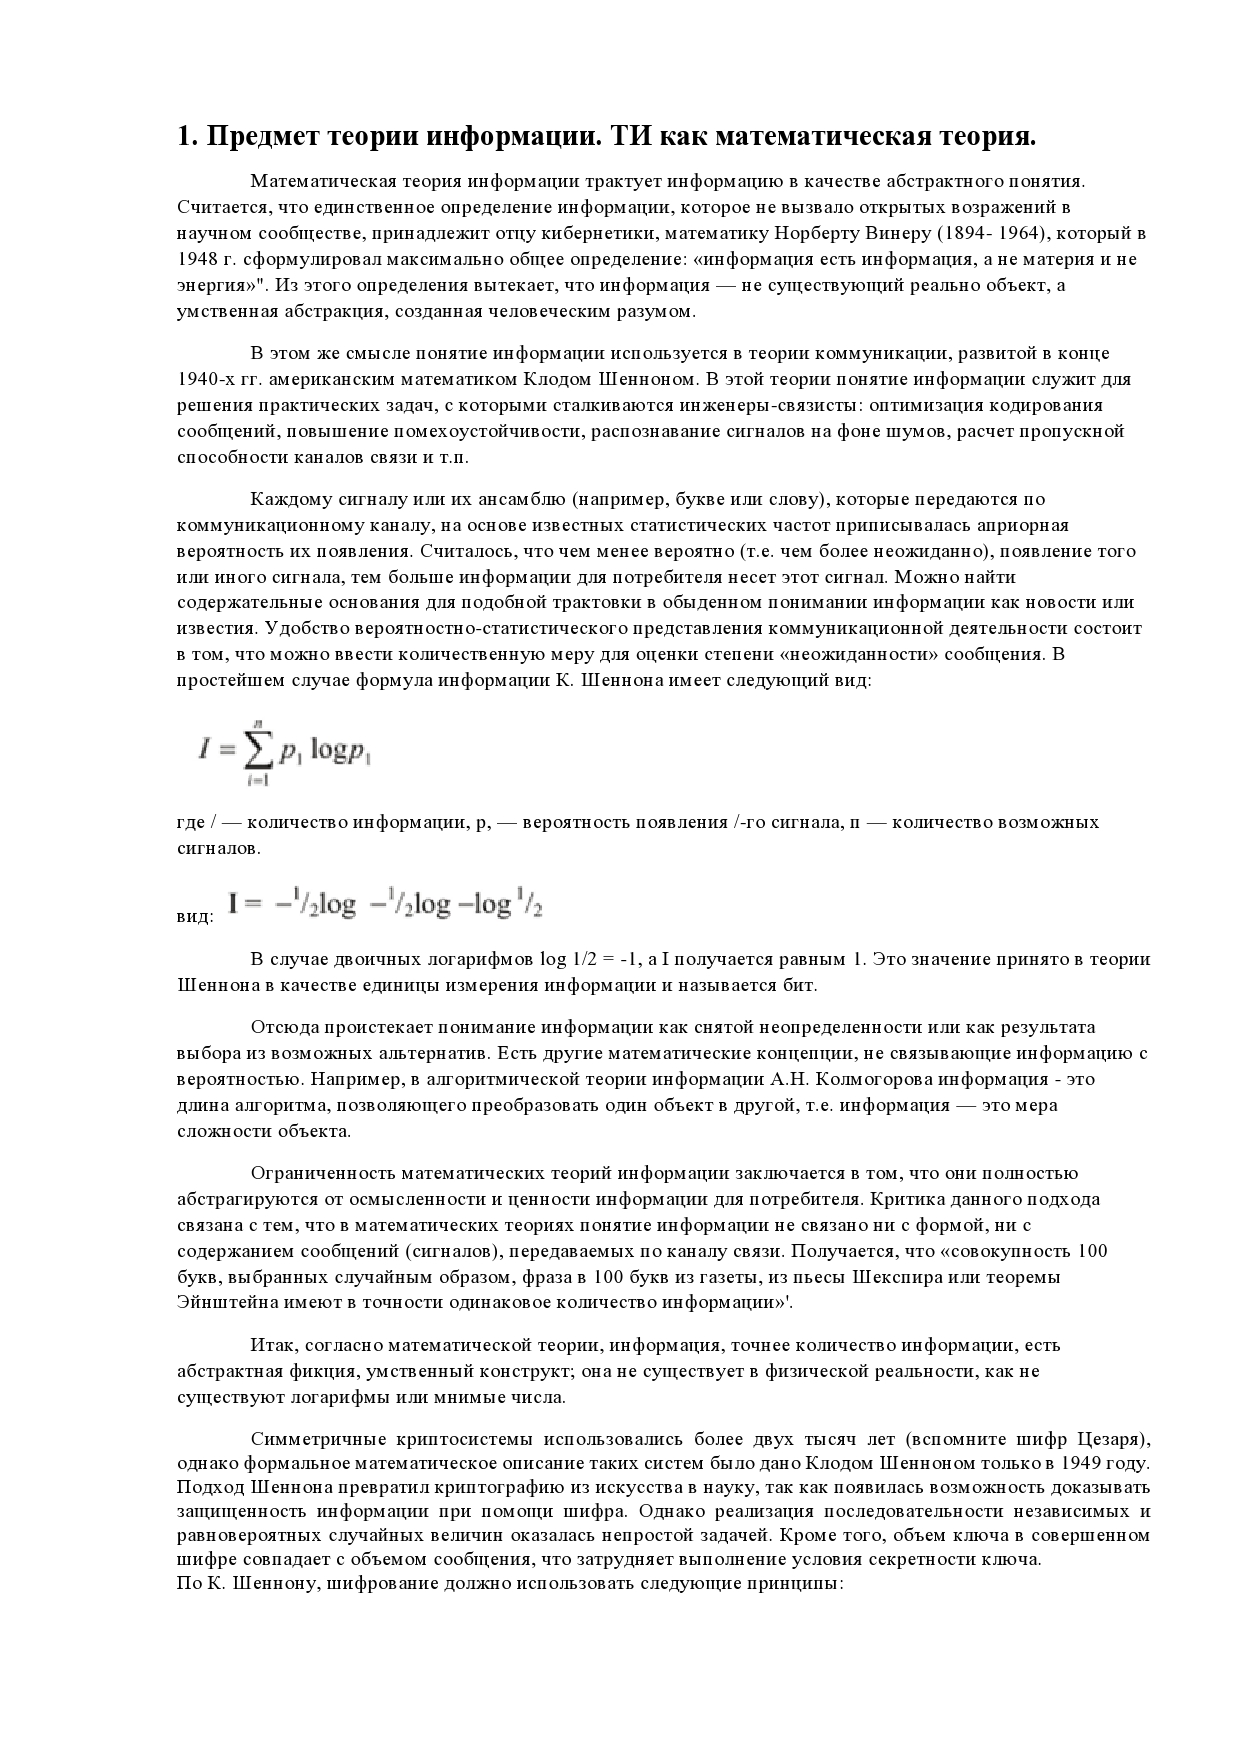 1. Предмет теории информации. ТИ как математическая теория.
Математическая теория информации трактует информацию в качестве абстрактного понятия.
Считается, что единственное определение информации, которое не вызвало открытых возражений в
научном сообществе, принадлежит отцу кибернетики, математику Норберту Винеру (1894- 1964), который в
1948 г. сформулировал максимально общее определение: «информация есть информация, а не материя и не
энергия»". Из этого определения вытекает, что информация — не существующий реально объект, а
умственная абстракция, созданная человеческим разумом.
В этом же смысле понятие информации используется в теории коммуникации, развитой в конце
1940-х гг. американским математиком Клодом Шенноном. В этой теории понятие информации служит для
решения практических задач, с которыми сталкиваются инженеры-связисты: оптимизация кодирования
сообщений, повышение помехоустойчивости, распознавание сигналов на фоне шумов, расчет пропускной
способности каналов связи и т.п.
Каждому сигналу или их ансамблю (например, букве или слову), которые передаются по
коммуникационному каналу, на основе известных статистических частот приписывалась априорная
вероятность их появления. Считалось, что чем менее вероятно (т.е. чем более неожиданно), появление того
или иного сигнала, тем больше информации для потребителя несет этот сигнал. Можно найти
содержательные основания для подобной трактовки в обыденном понимании информации как новости или
известия. Удобство вероятностно-статистического представления коммуникационной деятельности состоит
в том, что можно ввести количественную меру для оценки степени «неожиданности» сообщения. В
простейшем случае формула информации К. Шеннона имеет следующий вид:
I = ∑ⁿᵢ₌₁ p₁ logp₁
где / — количество информации, р, — вероятность появления /-го сигнала, п — количество возможных
сигналов.
вид: I = −¹/₂log −¹/₂log −log ¹/₂
В случае двоичных логарифмов log 1/2 = -1, а I получается равным 1. Это значение принято в теории
Шеннона в качестве единицы измерения информации и называется бит.
Отсюда проистекает понимание информации как снятой неопределенности или как результата
выбора из возможных альтернатив. Есть другие математические концепции, не связывающие информацию с
вероятностью. Например, в алгоритмической теории информации А.Н. Колмогорова информация - это
длина алгоритма, позволяющего преобразовать один объект в другой, т.е. информация — это мера
сложности объекта.
Ограниченность математических теорий информации заключается в том, что они полностью
абстрагируются от осмысленности и ценности информации для потребителя. Критика данного подхода
связана с тем, что в математических теориях понятие информации не связано ни с формой, ни с
содержанием сообщений (сигналов), передаваемых по каналу связи. Получается, что «совокупность 100
букв, выбранных случайным образом, фраза в 100 букв из газеты, из пьесы Шекспира или теоремы
Эйнштейна имеют в точности одинаковое количество информации»'.
Итак, согласно математической теории, информация, точнее количество информации, есть
абстрактная фикция, умственный конструкт; она не существует в физической реальности, как не
существуют логарифмы или мнимые числа.
Симметричные криптосистемы использовались более двух тысяч лет (вспомните шифр Цезаря),
однако формальное математическое описание таких систем было дано Клодом Шенноном только в 1949 году.
Подход Шеннона превратил криптографию из искусства в науку, так как появилась возможность доказывать
защищенность информации при помощи шифра. Однако реализация последовательности независимых и
равновероятных случайных величин оказалась непростой задачей. Кроме того, объем ключа в совершенном
шифре совпадает с объемом сообщения, что затрудняет выполнение условия секретности ключа.
По К. Шеннону, шифрование должно использовать следующие принципы: